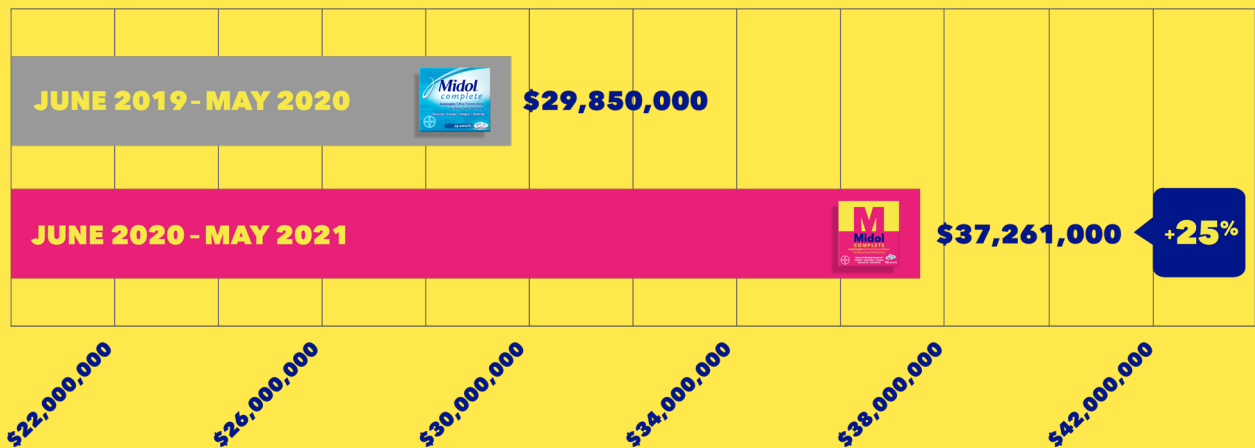 JUNE 2019 – MAY 2020
Midol
complete
$29,850,000
JUNE 2020 – MAY 2021
M
Midol
COMPLETE
$37,261,000
+25%
$22,000,000
$26,000,000
$30,000,000
$34,000,000
$38,000,000
$42,000,000